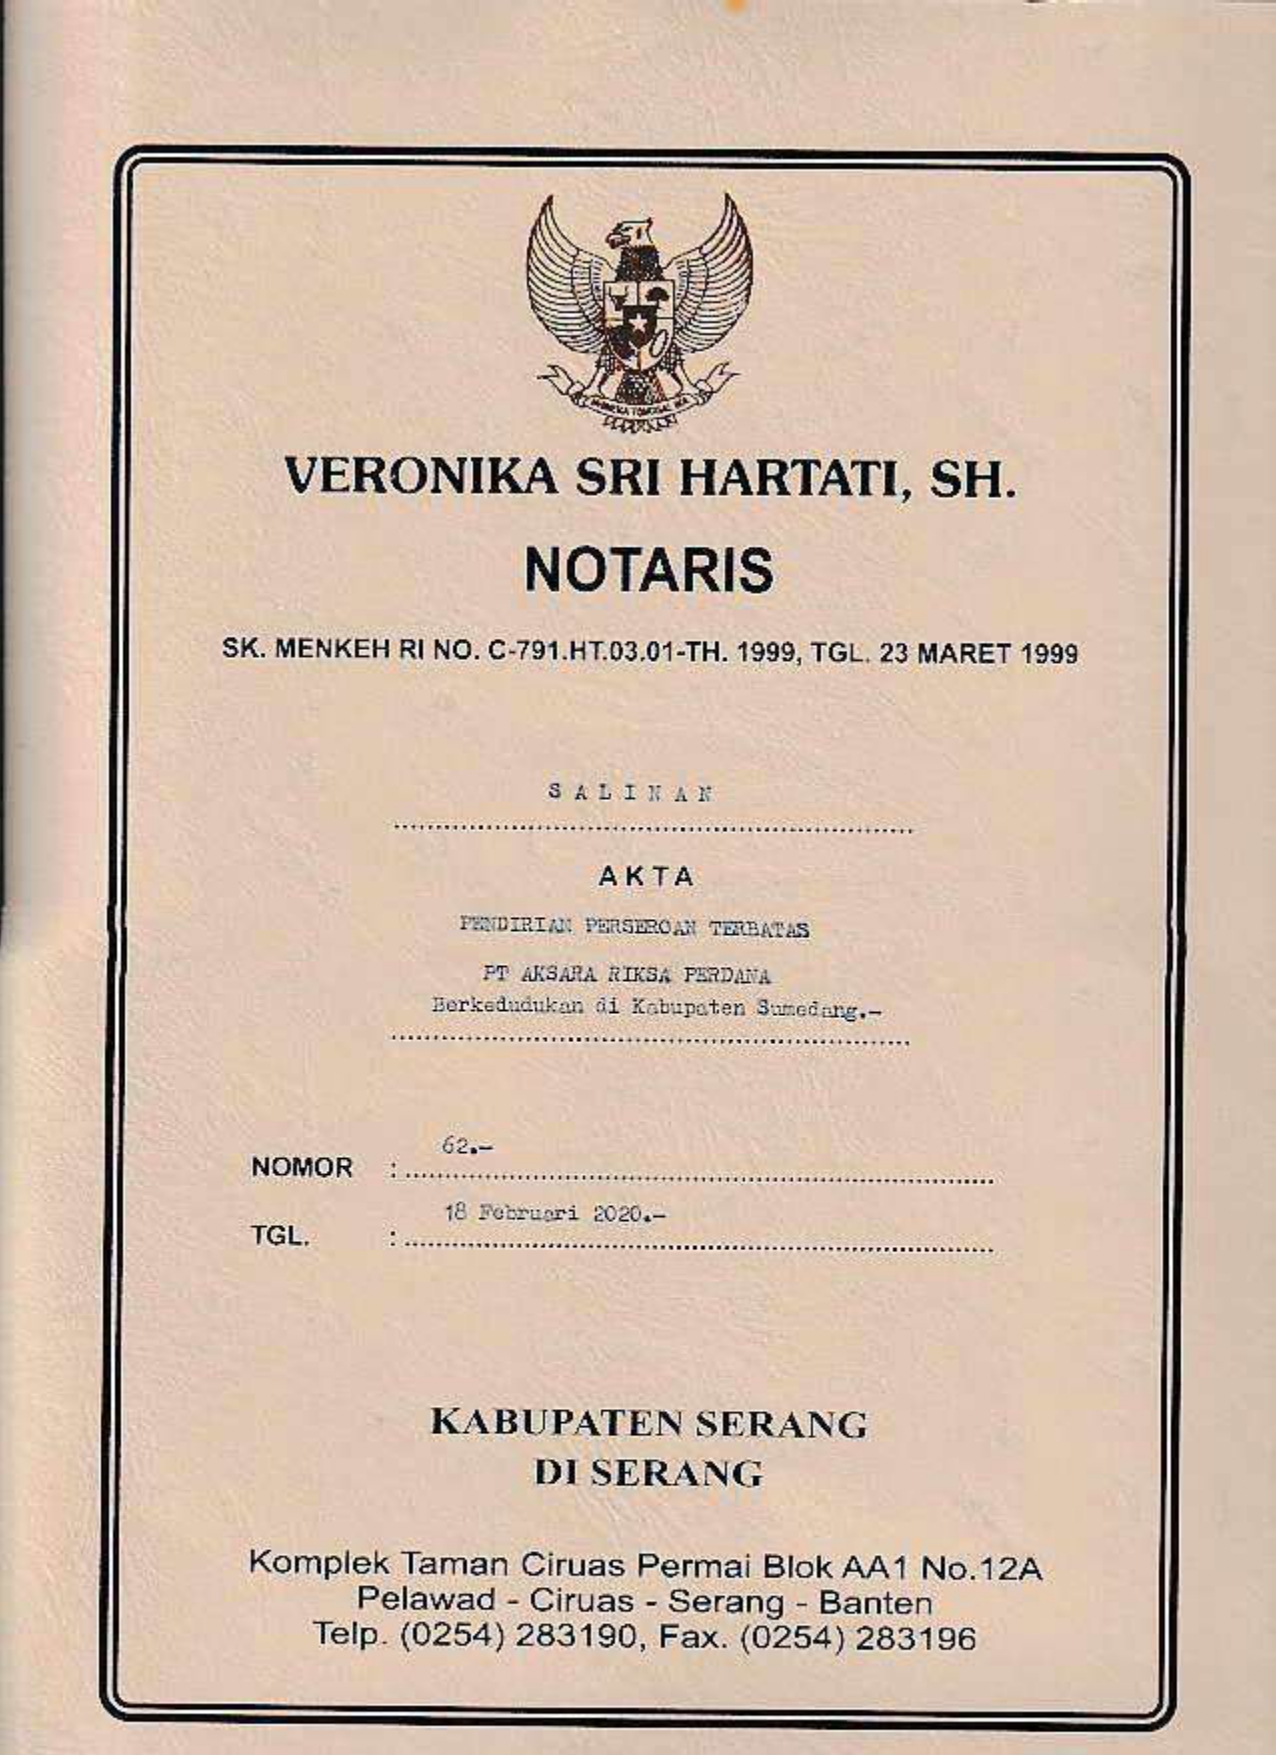 VERONIKA SRI HARTATI, SH.
NOTARIS
SK. MENKEH RI NO. C-791.HT.03.01-TH. 1999, TGL. 23 MARET 1999
S A L I N A N
A K T A
PENDIRIAN PERSEROAN TERBATAS
PT AKSARA RIKSA PERDANA
Berkedudukan di Kabupaten Sumedang.-
62.-
NOMOR :
18 Februari 2020.-
TGL. :
KABUPATEN SERANG
DI SERANG
Komplek Taman Ciruas Permai Blok AA1 No.12A
Pelawad - Ciruas - Serang - Banten
Telp. (0254) 283190, Fax. (0254) 283196